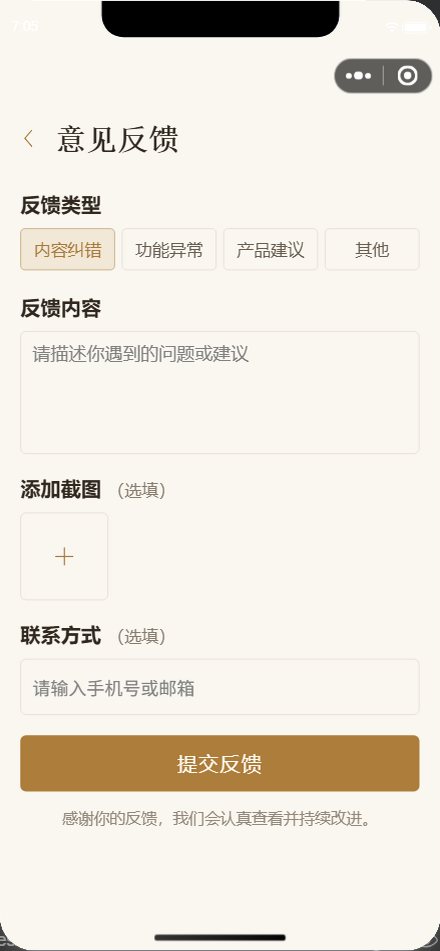 7:05
意见反馈
反馈类型
内容纠错 功能异常 产品建议 其他
反馈内容
请描述你遇到的问题或建议
添加截图 （选填）
联系方式 （选填）
请输入手机号或邮箱
提交反馈
感谢你的反馈，我们会认真查看并持续改进。